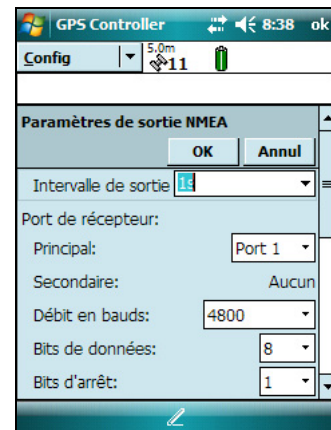 GPS Controller 8:38 ok
Config 5.0m 11
Paramètres de sortie NMEA
OK Annul
Intervalle de sortie 1s
Port de récepteur:
Principal: Port 1
Secondaire: Aucun
Débit en bauds: 4800
Bits de données: 8
Bits d'arrêt: 1